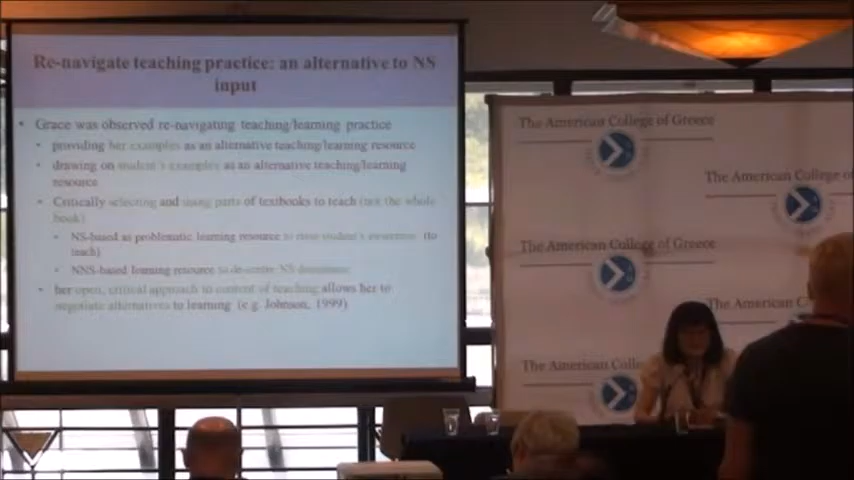 Re-navigate teaching practice: an alternative to NS
input
• Grace was observed re-navigating teaching/learning practice
• providing her examples as an alternative teaching/learning resource
• drawing on student's examples as an alternative teaching/learning
resource
• Critically selecting and using parts of textbooks to teach (not the whole
book)
• NS-based as problematic learning resource to raise student's awareness (to
teach)
• NNS-based learning resource to de-centre NS dominance
• her open, critical approach to content of teaching allows her to
negotiate alternatives to learning (e.g. Johnson, 1999)
The American College of Greece
The American College o
The American College of Greece
The American
The American Colle